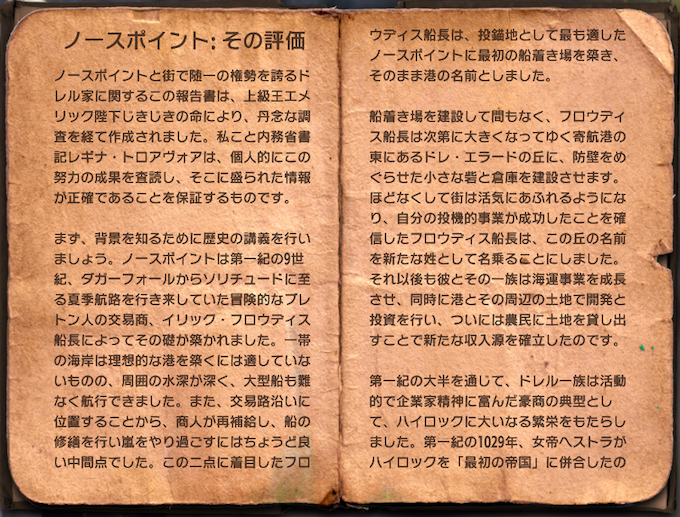 ノースポイント: その評価
ノースポイントと街で随一の権勢を誇るド
レル家に関するこの報告書は、上級王エメ
リック陛下じきじきの命により、丹念な調
査を経て作成されました。私こと内務省書
記レギナ・トロアヴォアは、個人的にこの
努力の成果を査読し、そこに盛られた情報
が正確であることを保証するものです。
まず、背景を知るために歴史の講義を行い
ましょう。ノースポイントは第一紀の9世
紀、ダガーフォールからソリチュードに至
る夏季航路を行き来していた冒険的なブレ
トン人の交易商、イリック・フロウディス
船長によってその礎が築かれました。一帯
の海岸は理想的な港を築くには適していな
いものの、周囲の水深が深く、大型船も難
なく航行できました。また、交易路沿いに
位置することから、商人が再補給し、船の
修繕を行い嵐をやり過ごすにはちょうど良
い中間点でした。この二点に着目したフロ
ウディス船長は、投錨地として最も適した
ノースポイントに最初の船着き場を築き、
そのまま港の名前としました。
船着き場を建設して間もなく、フロウディ
ス船長は次第に大きくなってゆく寄航港の
東にあるドレ・エラードの丘に、防壁をめ
ぐらせた小さな砦と倉庫を建設させます。
ほどなくして街は活気にあふれるようにな
り、自分の投機的事業が成功したことを確
信したフロウディス船長は、この丘の名前
を新たな姓として名乗ることにしました。
それ以後も彼とその一族は海運事業を成長
させ、同時に港とその周辺の土地で開発と
投資を行い、ついには農民に土地を貸し出
すことで新たな収入源を確立したのです。
第一紀の大半を通じて、ドレル一族は活動
的で企業家精神に富んだ豪商の典型とし
て、ハイロックに大いなる繁栄をもたらし
ました。第一紀の1029年、女帝ヘストラが
ハイロックを「最初の帝国」に併合したの